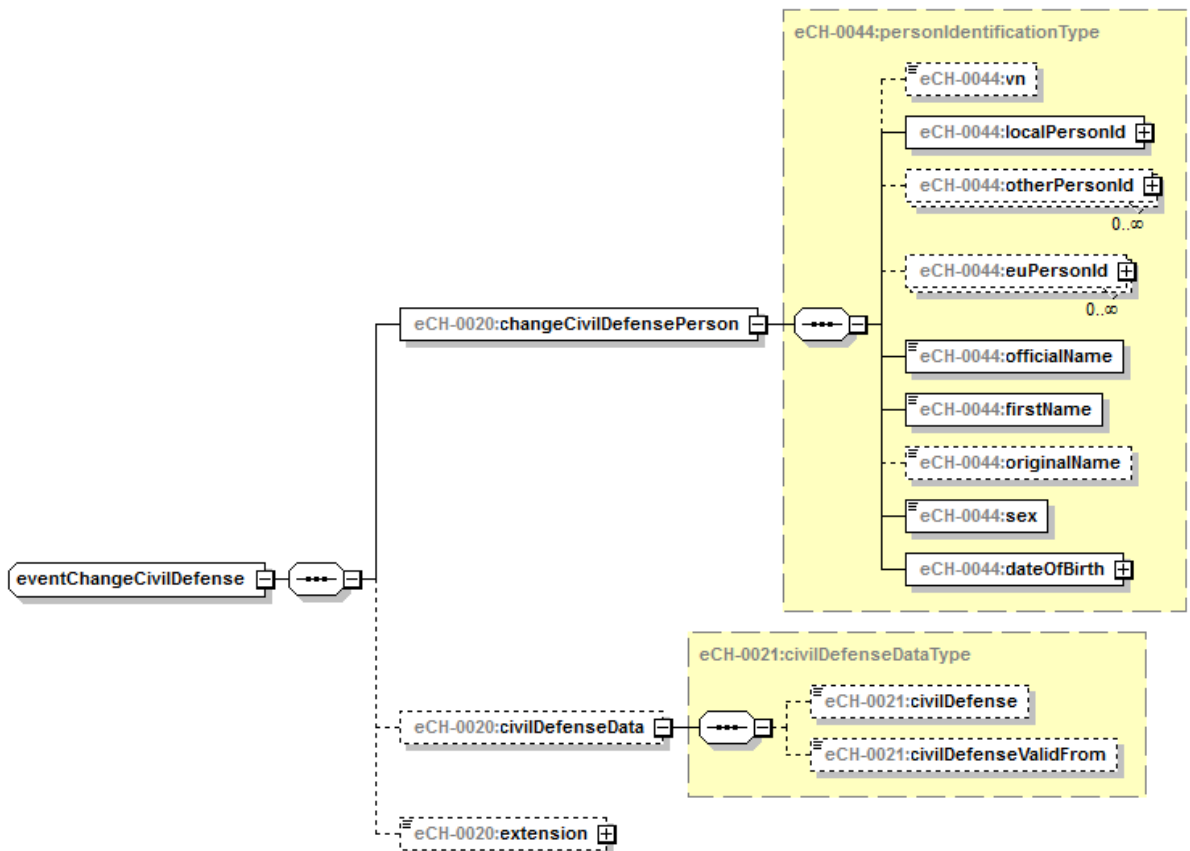 eCH-0044:personIdentificationType
eCH-0044:vn
eCH-0044:localPersonId
eCH-0044:otherPersonId
0..∞
eCH-0044:euPersonId
0..∞
eCH-0020:changeCivilDefensePerson
eCH-0044:officialName
eCH-0044:firstName
eCH-0044:originalName
eCH-0044:sex
eCH-0044:dateOfBirth
eventChangeCivilDefense
eCH-0021:civilDefenseDataType
eCH-0021:civilDefense
eCH-0020:civilDefenseData
eCH-0021:civilDefenseValidFrom
eCH-0020:extension